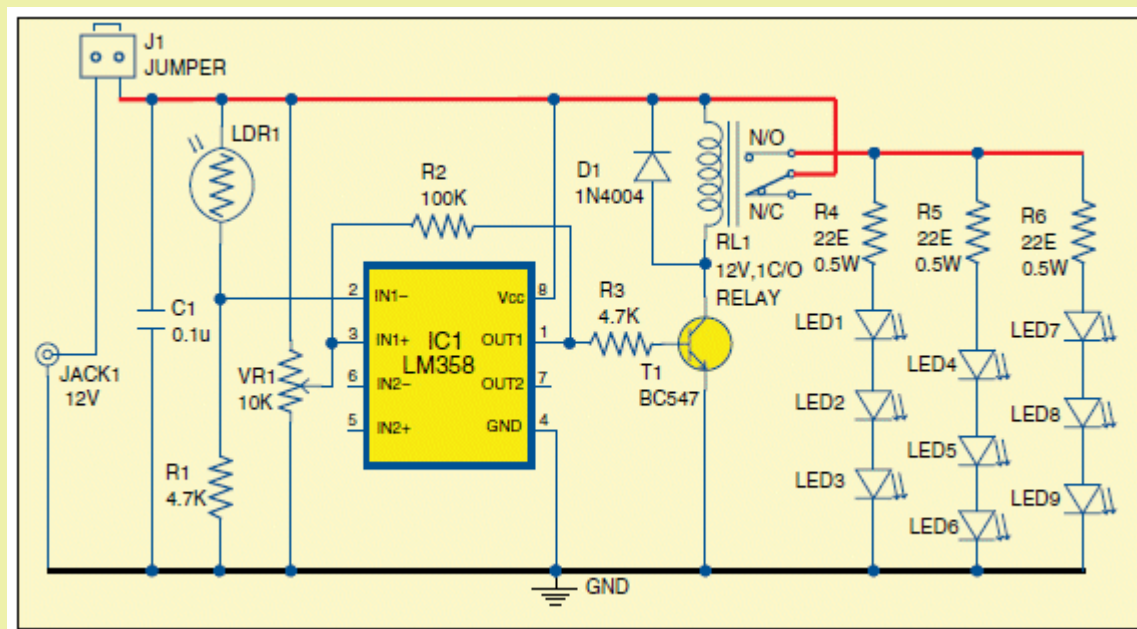 J1
JUMPER
LDR1
C1
0.1u
JACK1
12V
R1
4.7K
VR1
10K
R2
100K
2
IN1–
3
IN1+
6
IN2–
5
IN2+
IC1
LM358
Vcc
8
OUT1
1
OUT2
7
GND
4
R3
4.7K
T1
BC547
D1
1N4004
N/O
N/C
RL1
12V,1C/O
RELAY
R4
22E
0.5W
R5
22E
0.5W
R6
22E
0.5W
LED1
LED2
LED3
LED4
LED5
LED6
LED7
LED8
LED9
GND